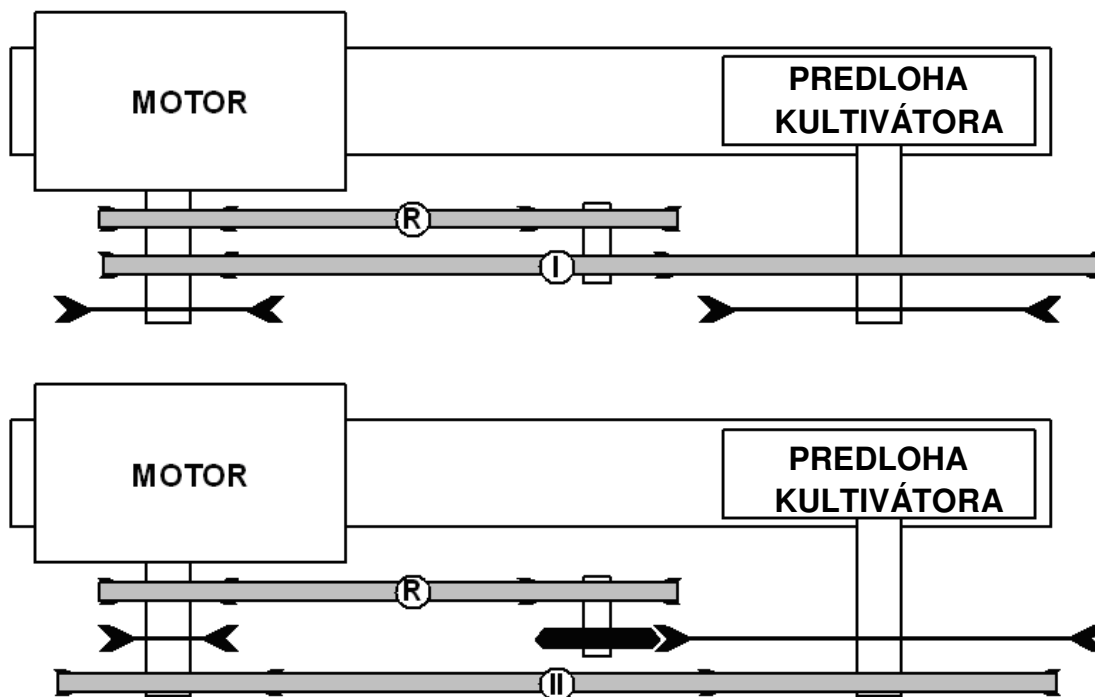 MOTOR
PREDLOHA
KULTIVÁTORA
R
I
MOTOR
PREDLOHA
KULTIVÁTORA
R
II